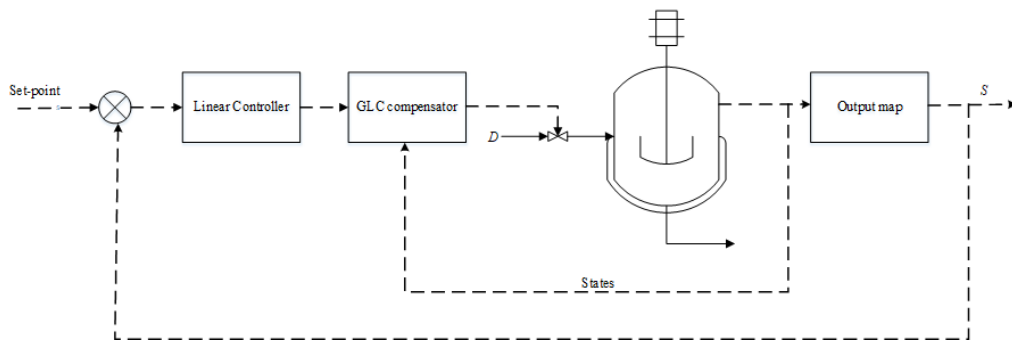 Set-point
Linear Controller
GLC compensator
D
Output map
S
States